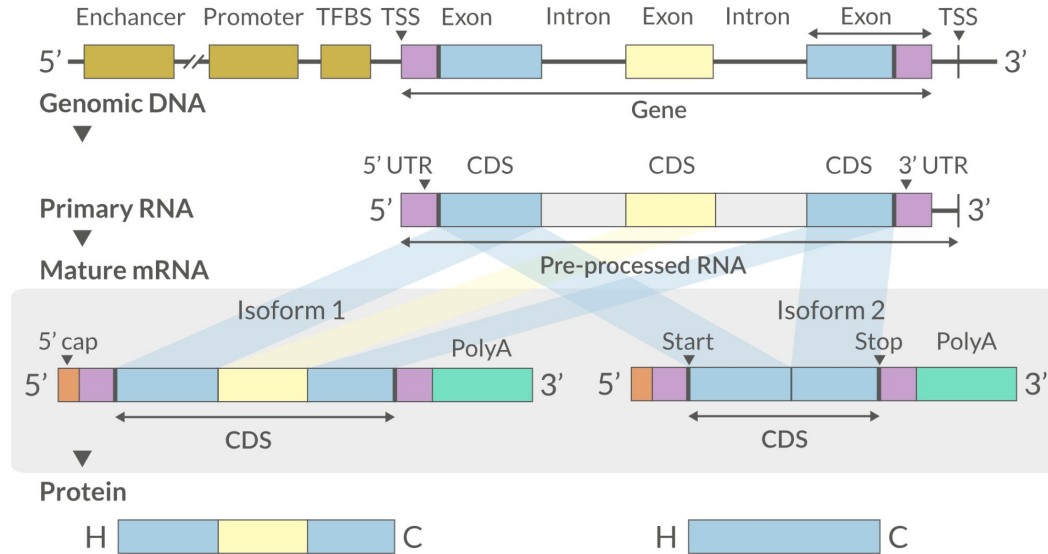 Enchancer Promoter TFBS TSS Exon Intron Exon Intron Exon TSS
5’ 3’
Genomic DNA
Gene
5’ UTR CDS CDS CDS 3’ UTR
Primary RNA 5’ 3’
Mature mRNA
Pre-processed RNA
Isoform 1 Isoform 2
5’ cap PolyA Start Stop PolyA
5’ 3’ 5’ 3’
CDS CDS
Protein
H C H C